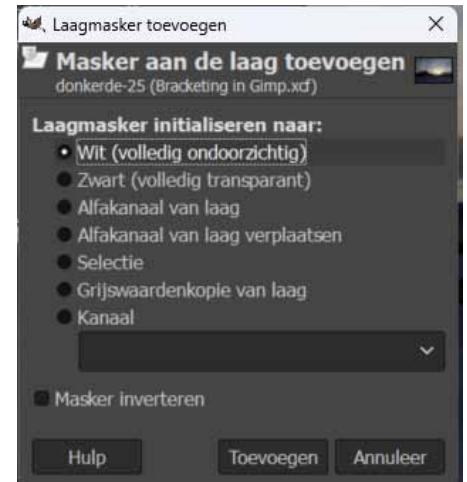 Laagmasker toevoegen
Masker aan de laag toevoegen
donkerde-25 (Bracketing in Gimp.xcf)
Laagmasker initialiseren naar:
Wit (volledig ondoorzichtig)
Zwart (volledig transparant)
Alfakanaal van laag
Alfakanaal van laag verplaatsen
Selectie
Grijswaardenkopie van laag
Kanaal
Masker inverteren
Hulp Toevoegen Annuleer